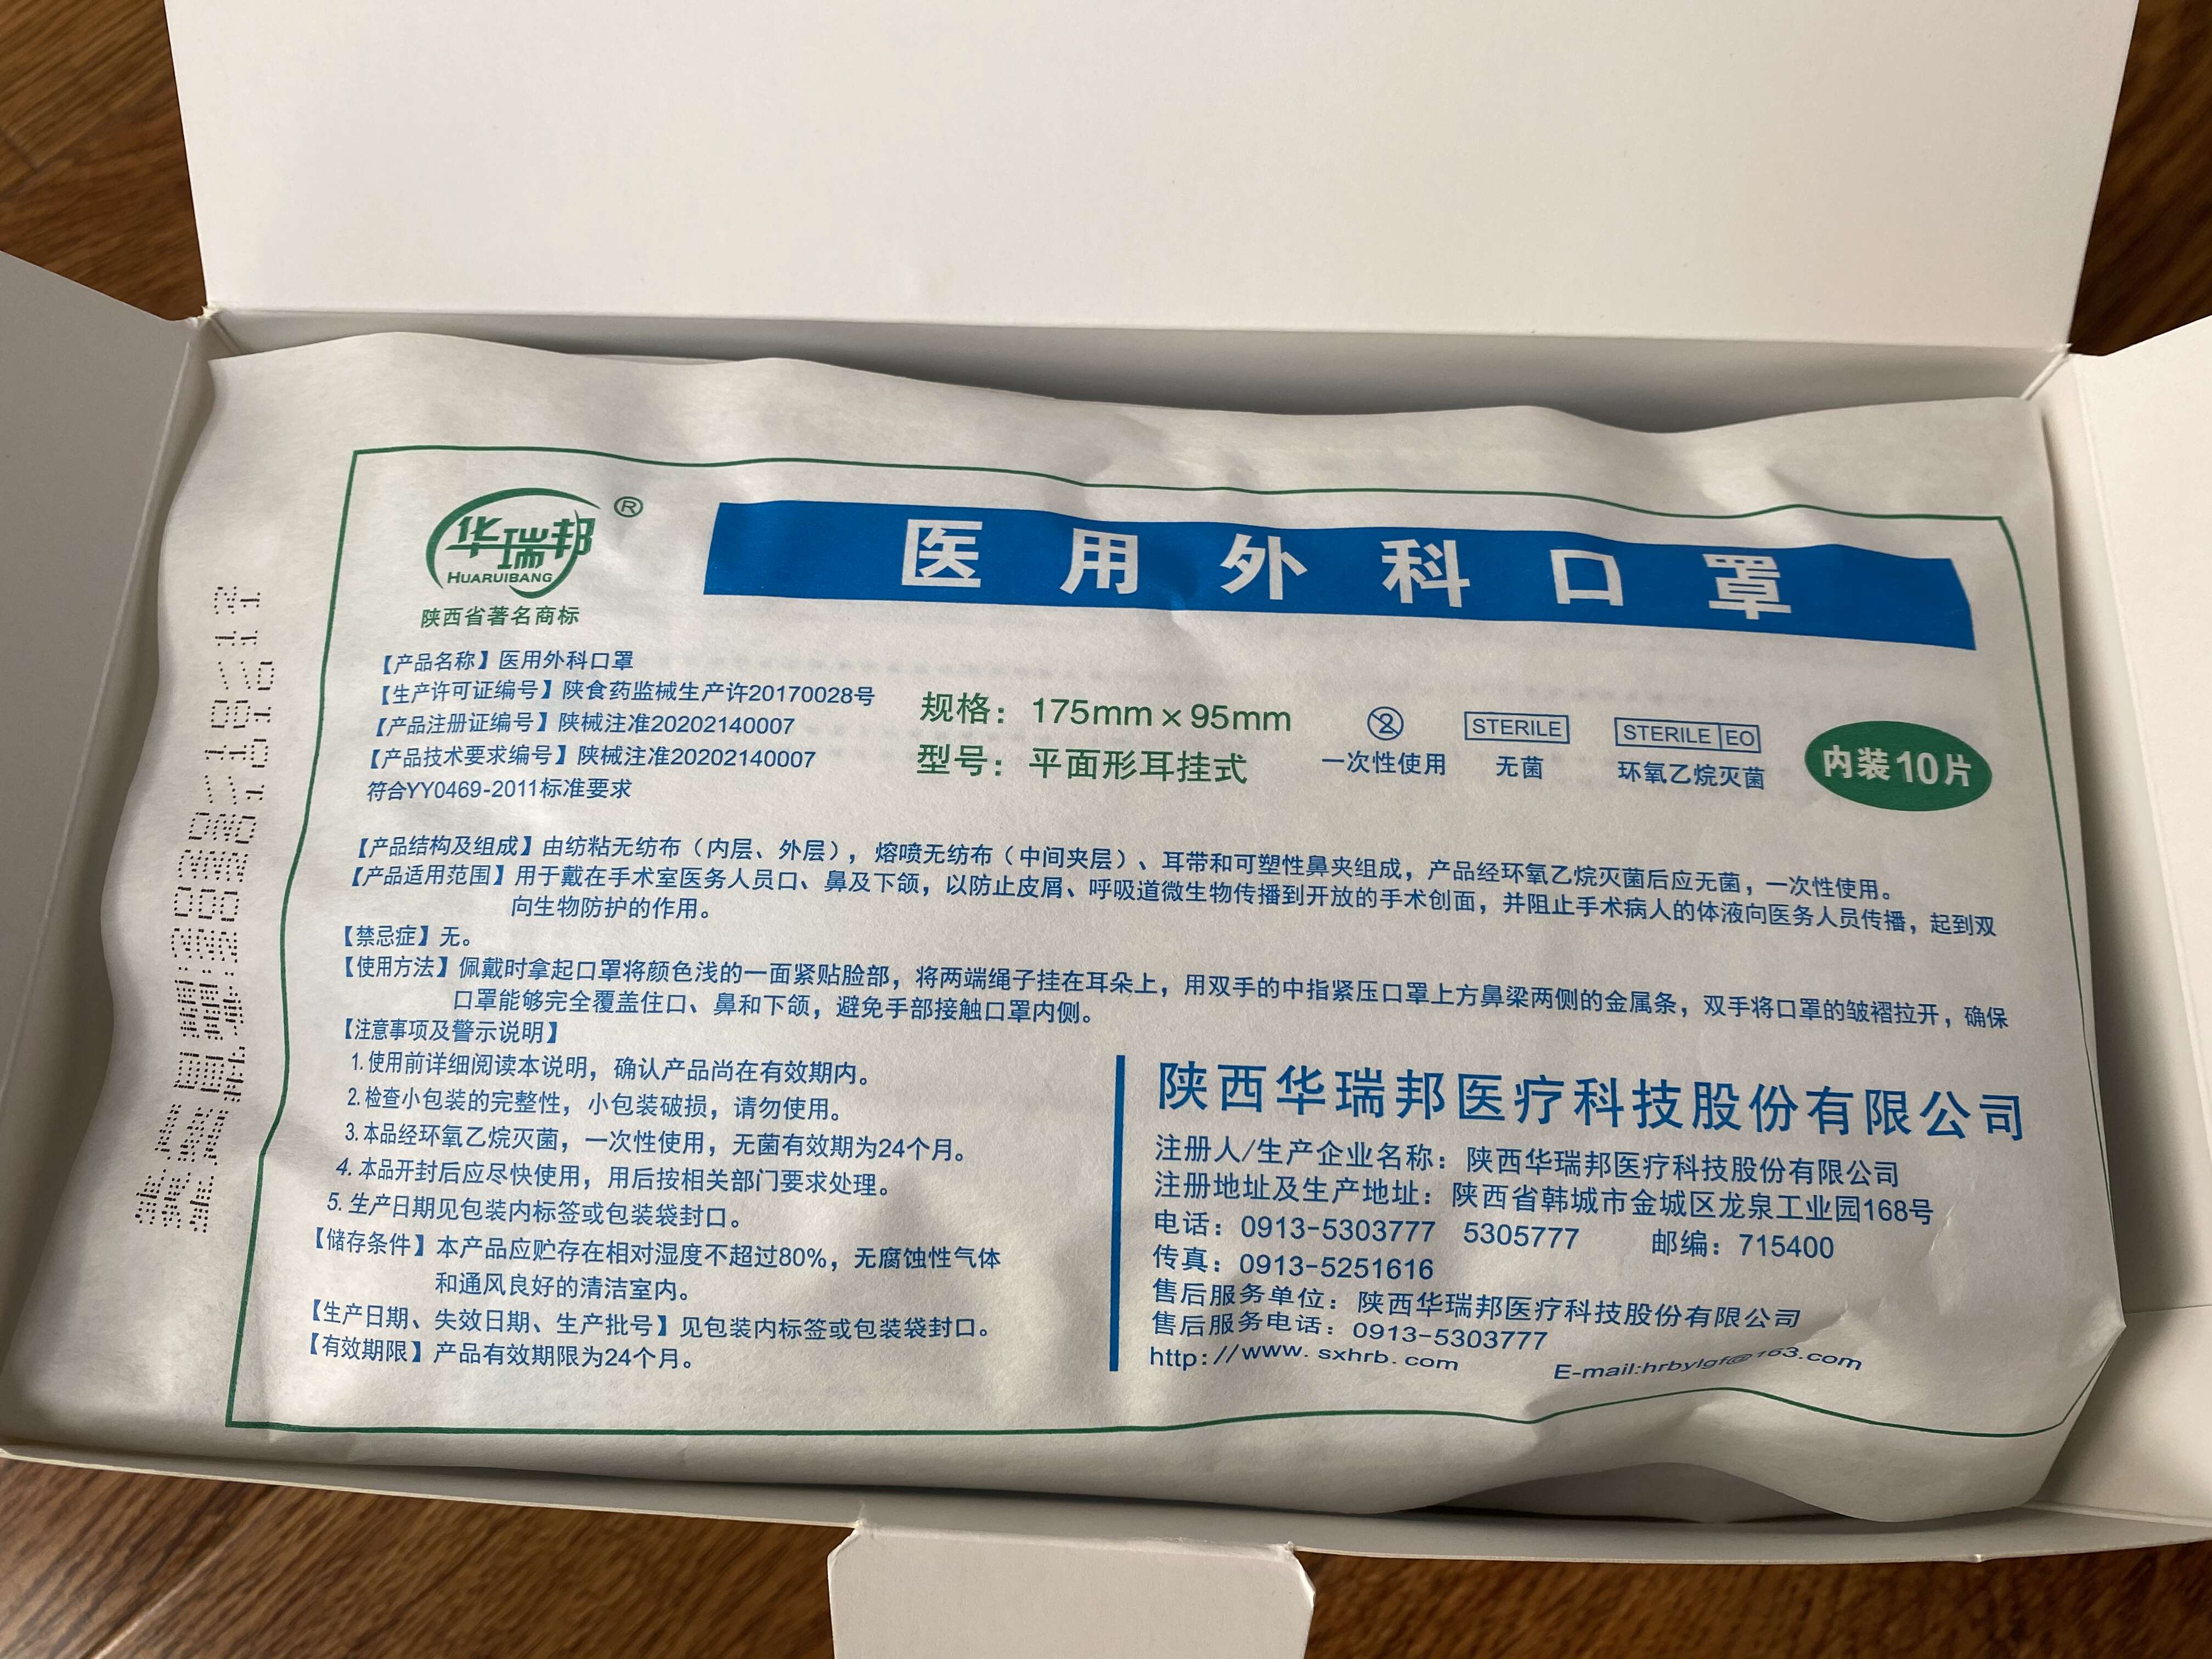 华瑞邦
HUARUIBANG
®
陕西省著名商标
医用外科口罩
【产品名称】医用外科口罩
【生产许可证编号】陕食药监械生产许20170028号
【产品注册证编号】陕械注准20202140007
【产品技术要求编号】陕械注准20202140007
符合YY0469-2011标准要求
规格：175mm×95mm
型号：平面形耳挂式
2
一次性使用
STERILE
无菌
STERILE EO
环氧乙烷灭菌
内装10片
【产品结构及组成】由纺粘无纺布（内层、外层），熔喷无纺布（中间夹层）、耳带和可塑性鼻夹组成，产品经环氧乙烷灭菌后应无菌，一次性使用。
【产品适用范围】用于戴在手术室医务人员口、鼻及下颌，以防止皮屑、呼吸道微生物传播到开放的手术创面，并阻止手术病人的体液向医务人员传播，起到双
向生物防护的作用。
【禁忌症】无。
【使用方法】佩戴时拿起口罩将颜色浅的一面紧贴脸部，将两端绳子挂在耳朵上，用双手的中指紧压口罩上方鼻梁两侧的金属条，双手将口罩的皱褶拉开，确保
口罩能够完全覆盖住口、鼻和下颌，避免手部接触口罩内侧。
【注意事项及警示说明】
1.使用前详细阅读本说明，确认产品尚在有效期内。
2.检查小包装的完整性，小包装破损，请勿使用。
3.本品经环氧乙烷灭菌，一次性使用，无菌有效期为24个月。
4.本品开封后应尽快使用，用后按相关部门要求处理。
5.生产日期见包装内标签或包装袋封口。
【储存条件】本产品应贮存在相对湿度不超过80%，无腐蚀性气体
和通风良好的清洁室内。
【生产日期、失效日期、生产批号】见包装内标签或包装袋封口。
【有效期限】产品有效期限为24个月。
陕西华瑞邦医疗科技股份有限公司
注册人/生产企业名称：陕西华瑞邦医疗科技股份有限公司
注册地址及生产地址：陕西省韩城市金城区龙泉工业园168号
电话：0913-5303777 5305777 邮编：715400
传真：0913-5251616
售后服务单位：陕西华瑞邦医疗科技股份有限公司
售后服务电话：0913-5303777
http://www.sxhrb.com E-mail:hrbylgf@163.com